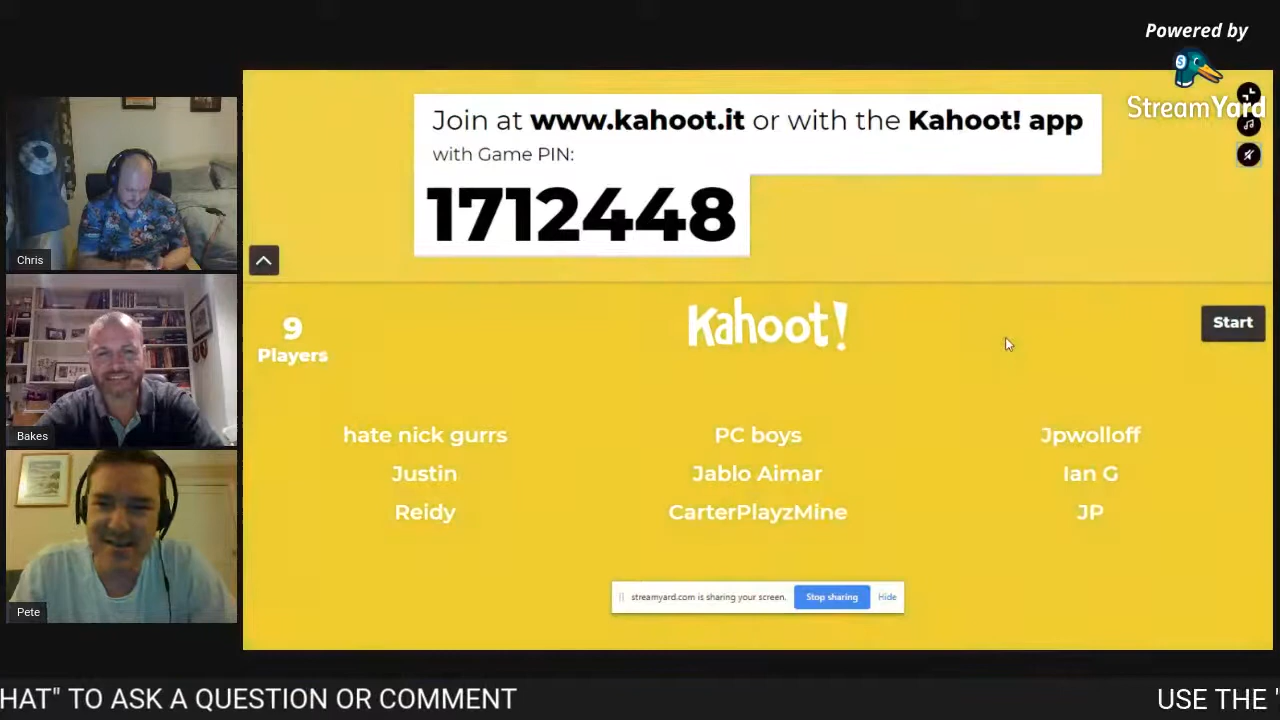 Powered by
StreamYard
Join at www.kahoot.it or with the Kahoot! app
with Game PIN:
1712448
Chris
9
Players
Kahoot!
Start
Bakes
hate nick gurrs
PC boys
Jpwolloff
Justin
Jablo Aimar
Ian G
Reidy
CarterPlayzMine
JP
streamyard.com is sharing your screen.
Stop sharing
Hide
Pete
HAT" TO ASK A QUESTION OR COMMENT
USE THE '